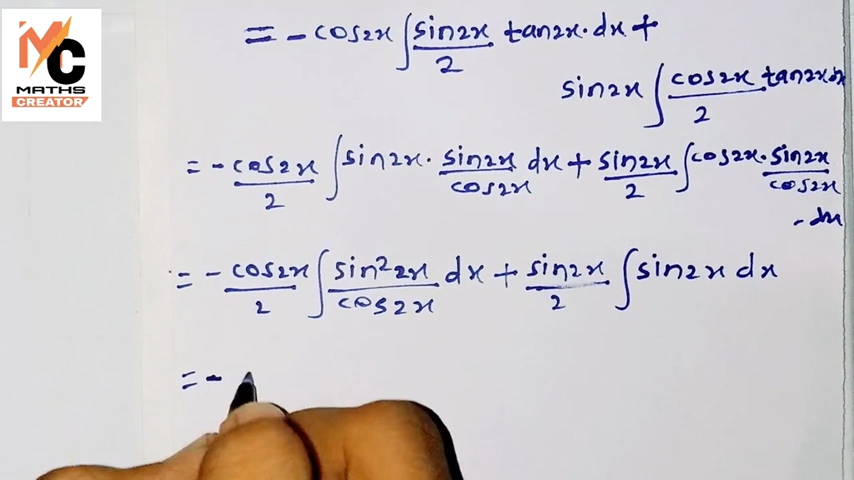 MC
MATHS
CREATOR
= - cos2x ∫ sin2x/2 tan2x·dx +
sin2x ∫ cos2x/2 tan2x dx
= - cos2x/2 ∫ sin2x · sin2x/cos2x dx + sin2x/2 ∫ cos2x · sin2x/cos2x
- dx
= - cos2x/2 ∫ sin²2x/cos2x dx + sin2x/2 ∫ sin2x dx
= -